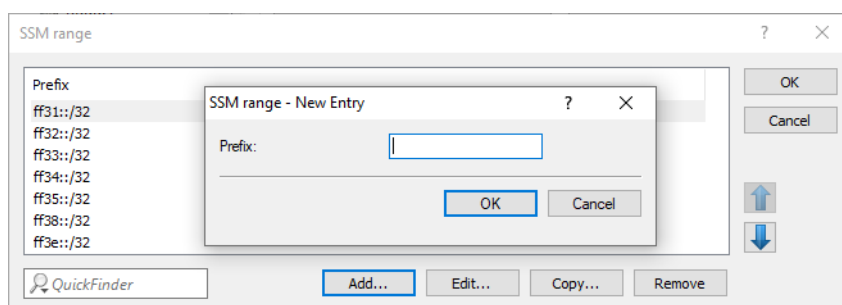 SSM range
Prefix
ff31::/32
ff32::/32
ff33::/32
ff34::/32
ff35::/32
ff38::/32
ff3e::/32
SSM range - New Entry
?
Prefix:
OK
Cancel
?
OK
Cancel
QuickFinder
Add...
Edit...
Copy...
Remove